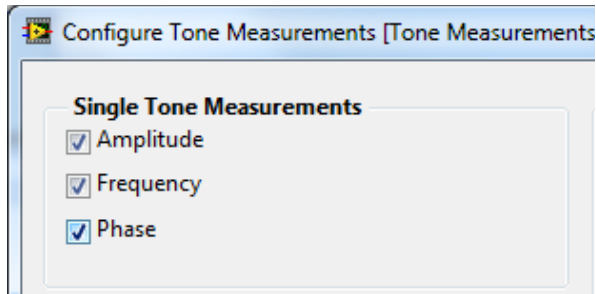 Configure Tone Measurements [Tone Measurements
Single Tone Measurements
Amplitude
Frequency
Phase